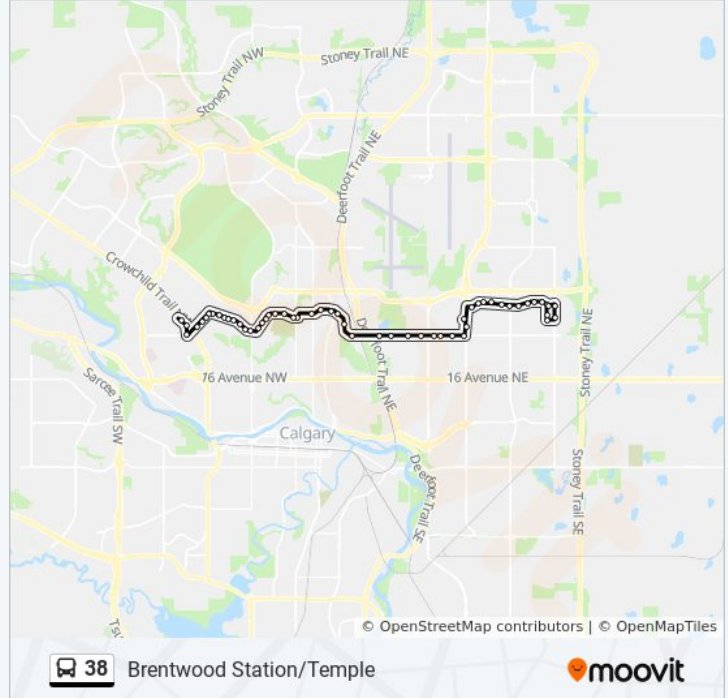 Stoney Trail NW
Stoney Trail NE
Deerfoot Trail NE
Crowchild Trail
Deerfoot Trail NE
Stoney Trail NE
Sarcee Trail SW
16 Avenue NW
16 Avenue NE
Calgary
Deerfoot Trail SE
Stoney Trail SE
Tsu
© OpenStreetMap contributors | © OpenMapTiles
38 Brentwood Station/Temple
moovit